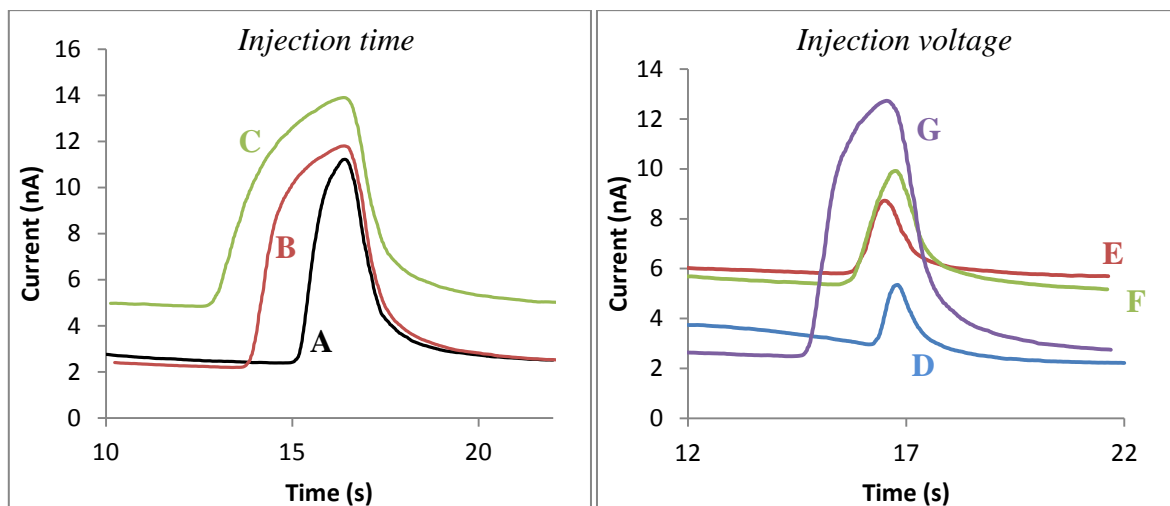 Injection time
16
14
12
10
8
6
4
2
0
Current (nA)
C
B
A
10
15
20
Time (s)
Injection voltage
14
12
10
8
6
4
2
0
Current (nA)
G
E
F
D
12
17
22
Time (s)